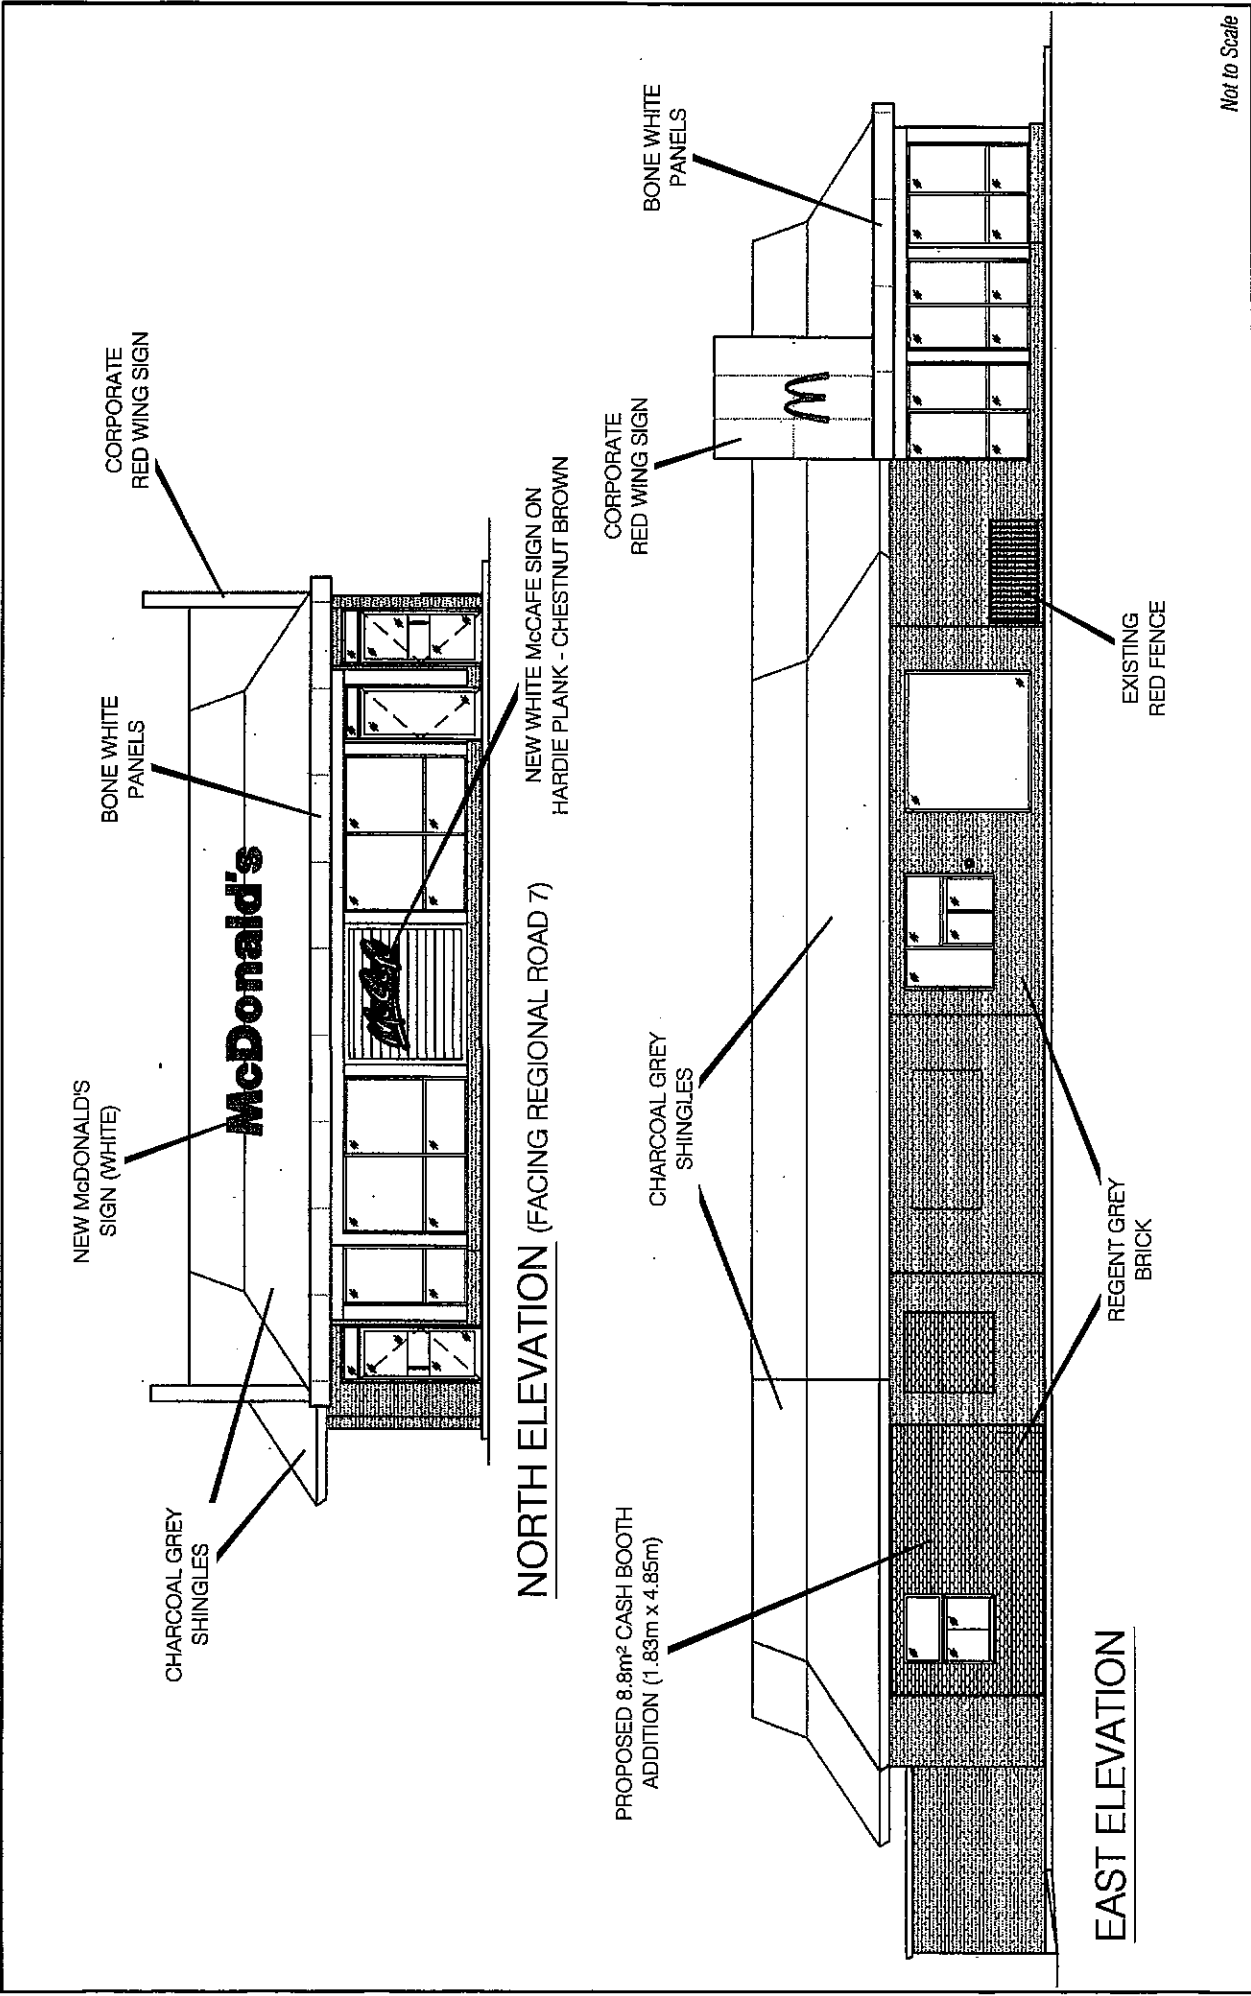 NEW McDONALD'S
SIGN (WHITE)
BONE WHITE
PANELS
CORPORATE
RED WING SIGN
CHARCOAL GREY
SHINGLES
McDonald's
McCafé
NEW WHITE McCAFE SIGN ON
HARDIE PLANK - CHESTNUT BROWN
NORTH ELEVATION (FACING REGIONAL ROAD 7)
PROPOSED 8.8m² CASH BOOTH
ADDITION (1.83m x 4.85m)
CHARCOAL GREY
SHINGLES
CORPORATE
RED WING SIGN
BONE WHITE
PANELS
M
REGENT GREY
BRICK
EXISTING
RED FENCE
EAST ELEVATION
Not to Scale